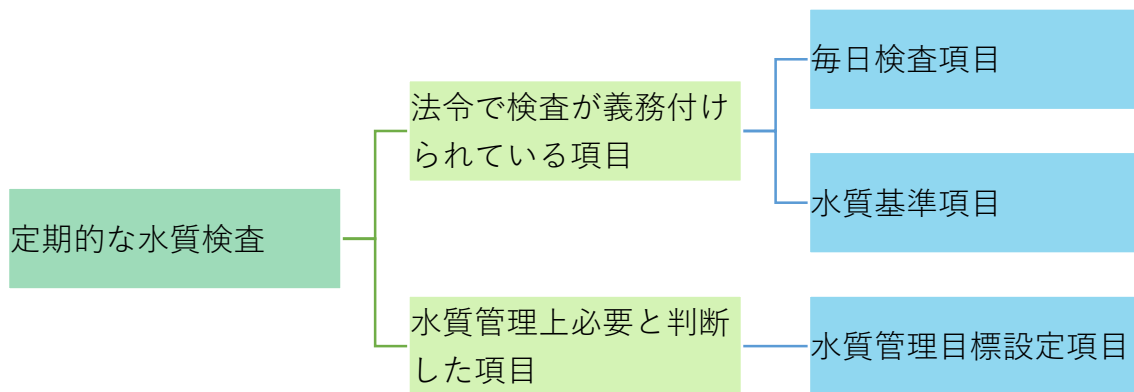 定期的な水質検査
法令で検査が義務付け
られている項目
毎日検査項目
水質基準項目
水質管理上必要と判断
した項目
水質管理目標設定項目